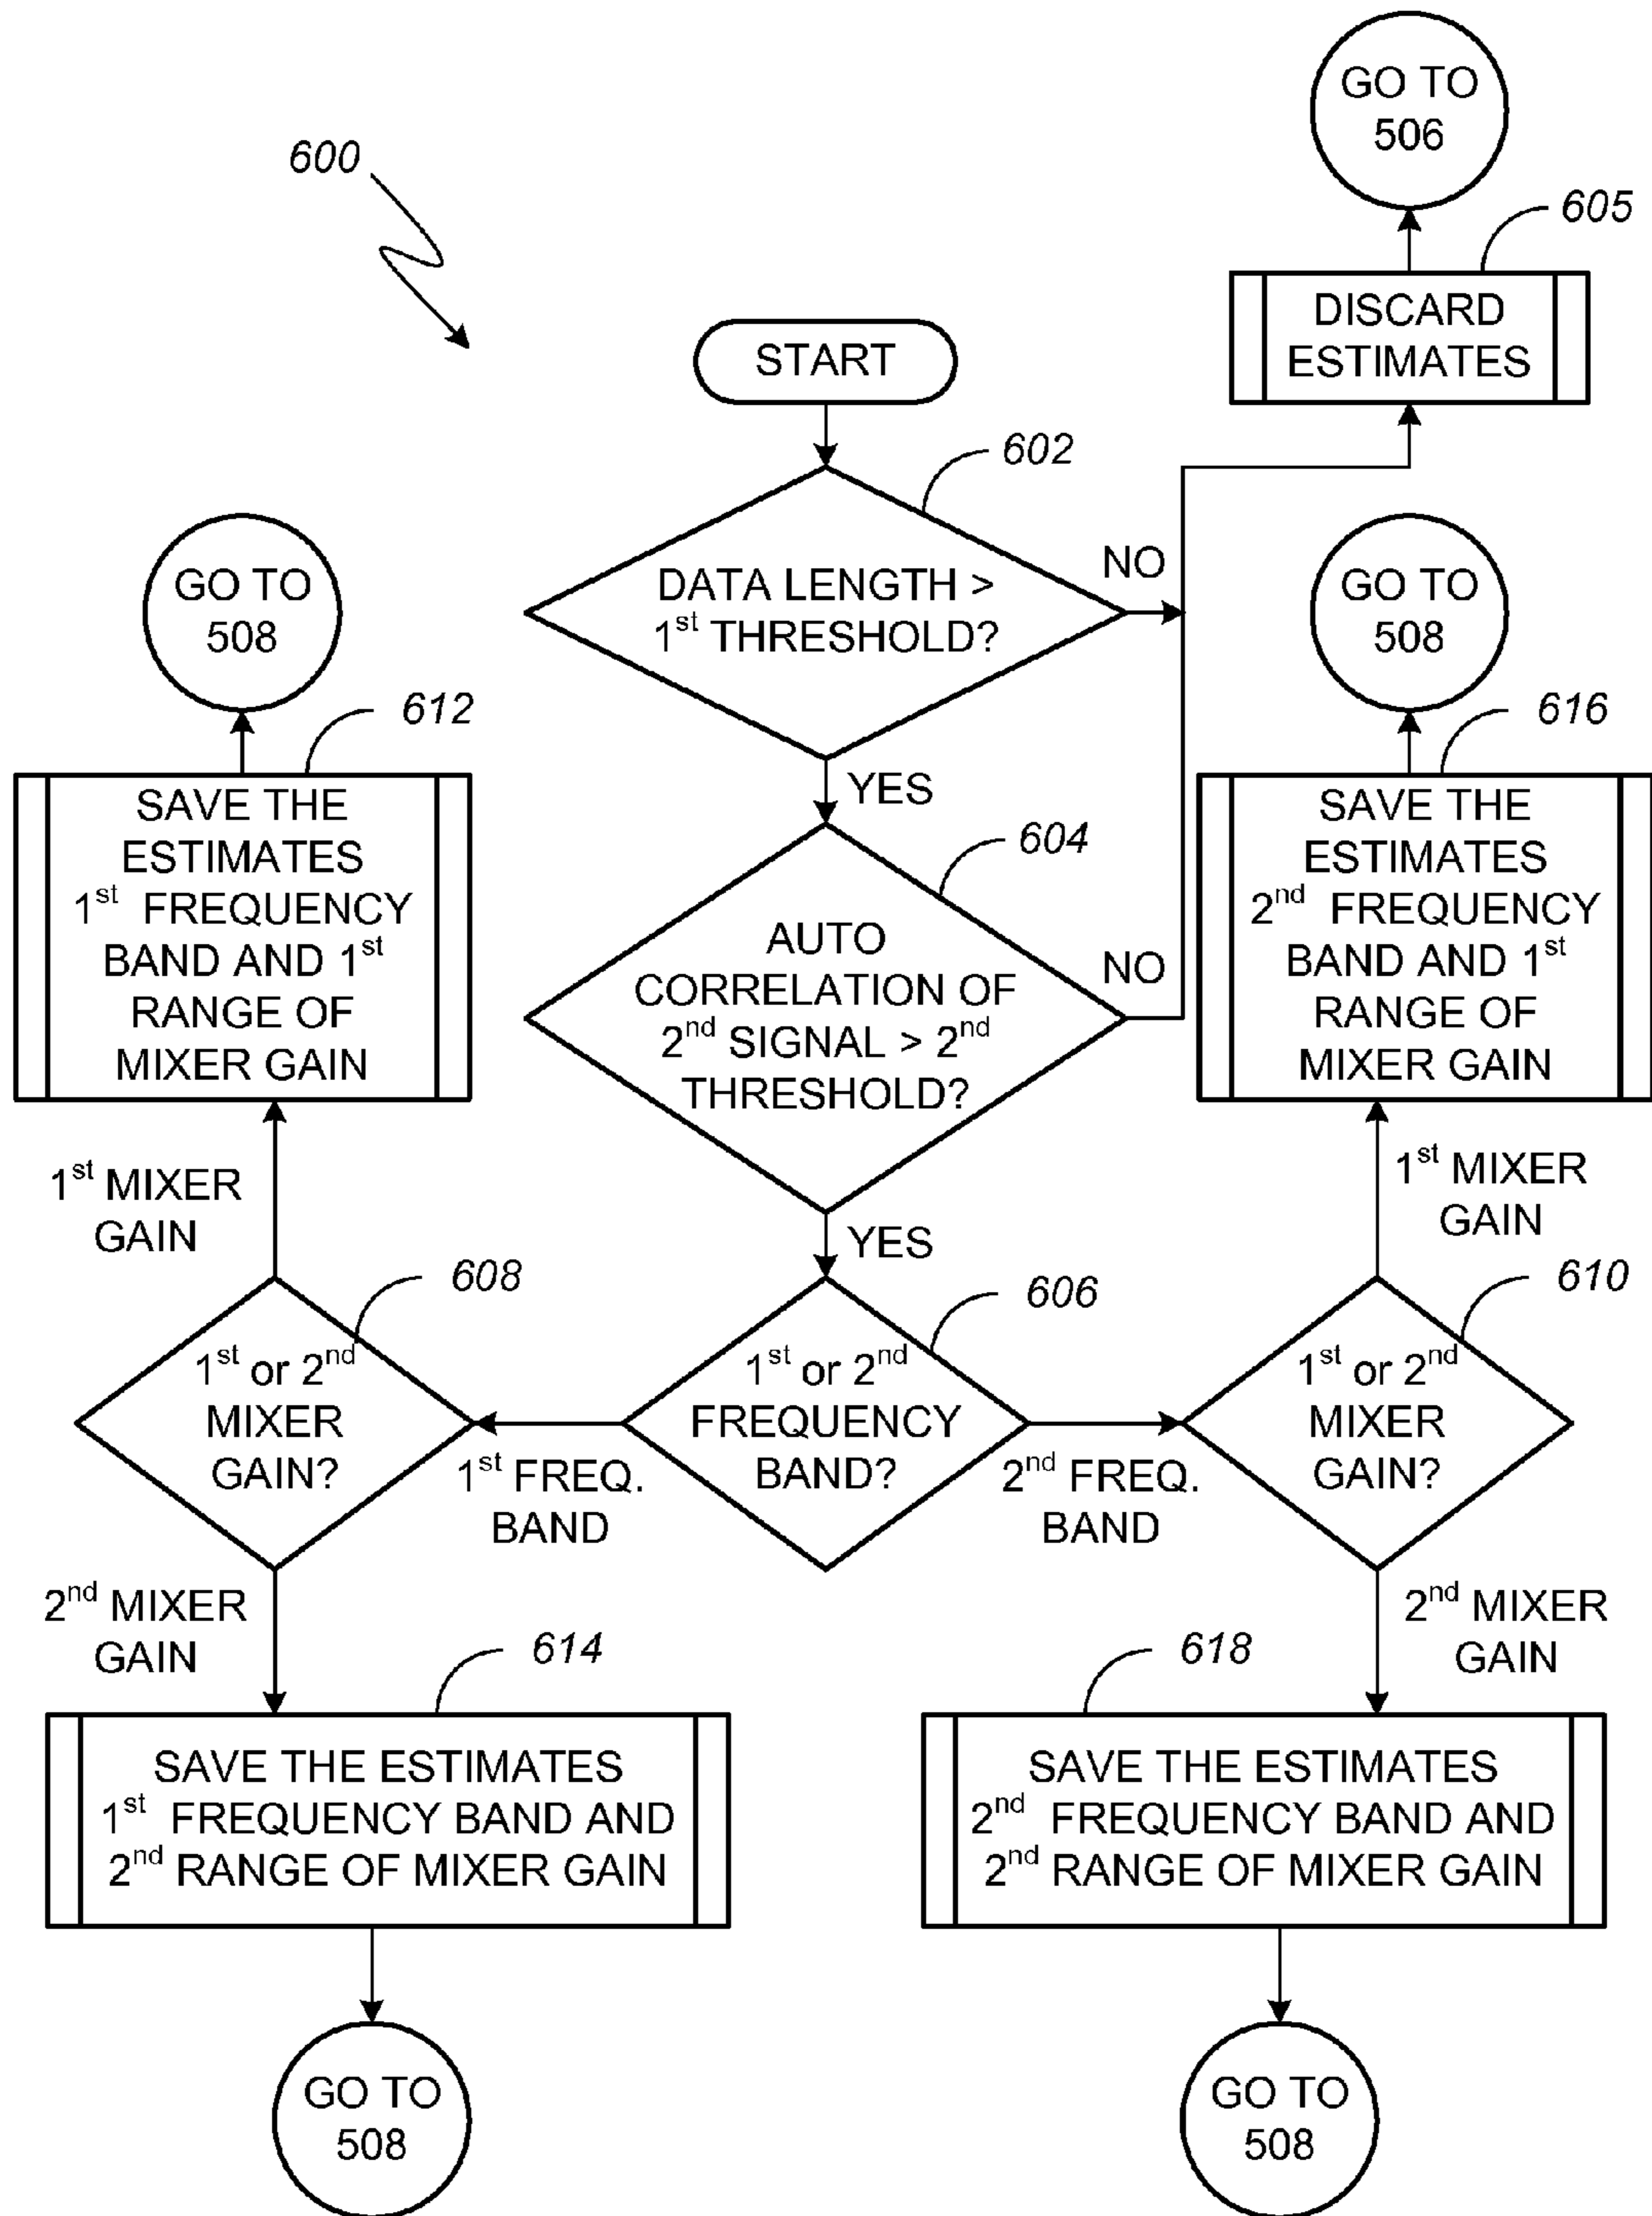 GO TO
506
600
605
DISCARD
ESTIMATES
START
602
DATA LENGTH >
1st THRESHOLD?
NO
YES
GO TO
508
GO TO
508
612
SAVE THE
ESTIMATES
1st FREQUENCY
BAND AND 1st
RANGE OF
MIXER GAIN
604
AUTO
CORRELATION OF
2nd SIGNAL > 2nd
THRESHOLD?
NO
YES
616
SAVE THE
ESTIMATES
2nd FREQUENCY
BAND AND 1st
RANGE OF
MIXER GAIN
1st MIXER
GAIN
1st MIXER
GAIN
608
1st or 2nd
MIXER
GAIN?
1st FREQ.
BAND
606
1st or 2nd
FREQUENCY
BAND?
2nd FREQ.
BAND
610
1st or 2nd
MIXER
GAIN?
2nd MIXER
GAIN
2nd MIXER
GAIN
614
SAVE THE ESTIMATES
1st FREQUENCY BAND AND
2nd RANGE OF MIXER GAIN
618
SAVE THE ESTIMATES
2nd FREQUENCY BAND AND
2nd RANGE OF MIXER GAIN
GO TO
508
GO TO
508